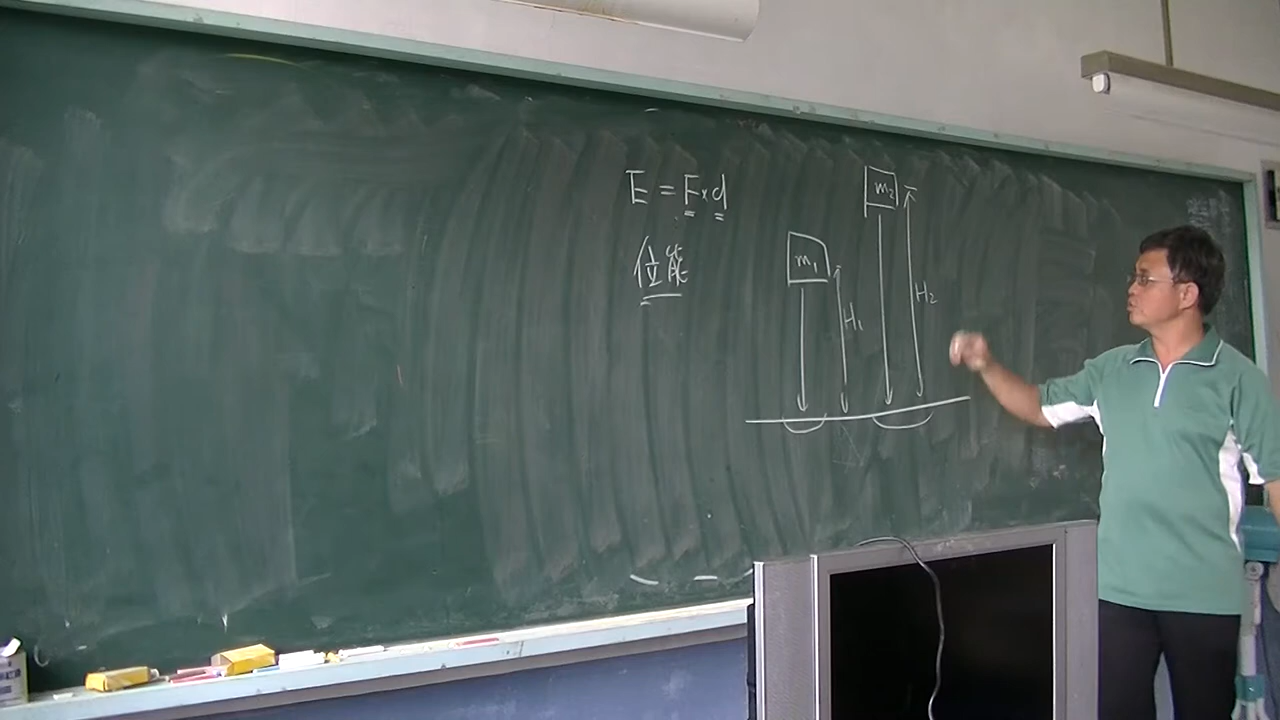 E = F × d
位能
m₁
H₁
m₂
H₂